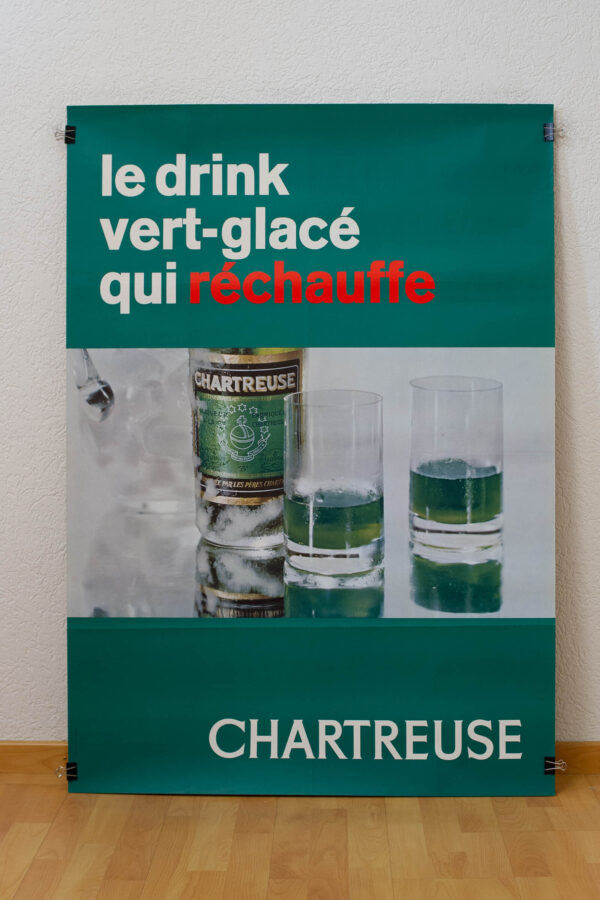 le drink
vert-glacé
qui réchauffe
CHARTREUSE
CHARTREUSE